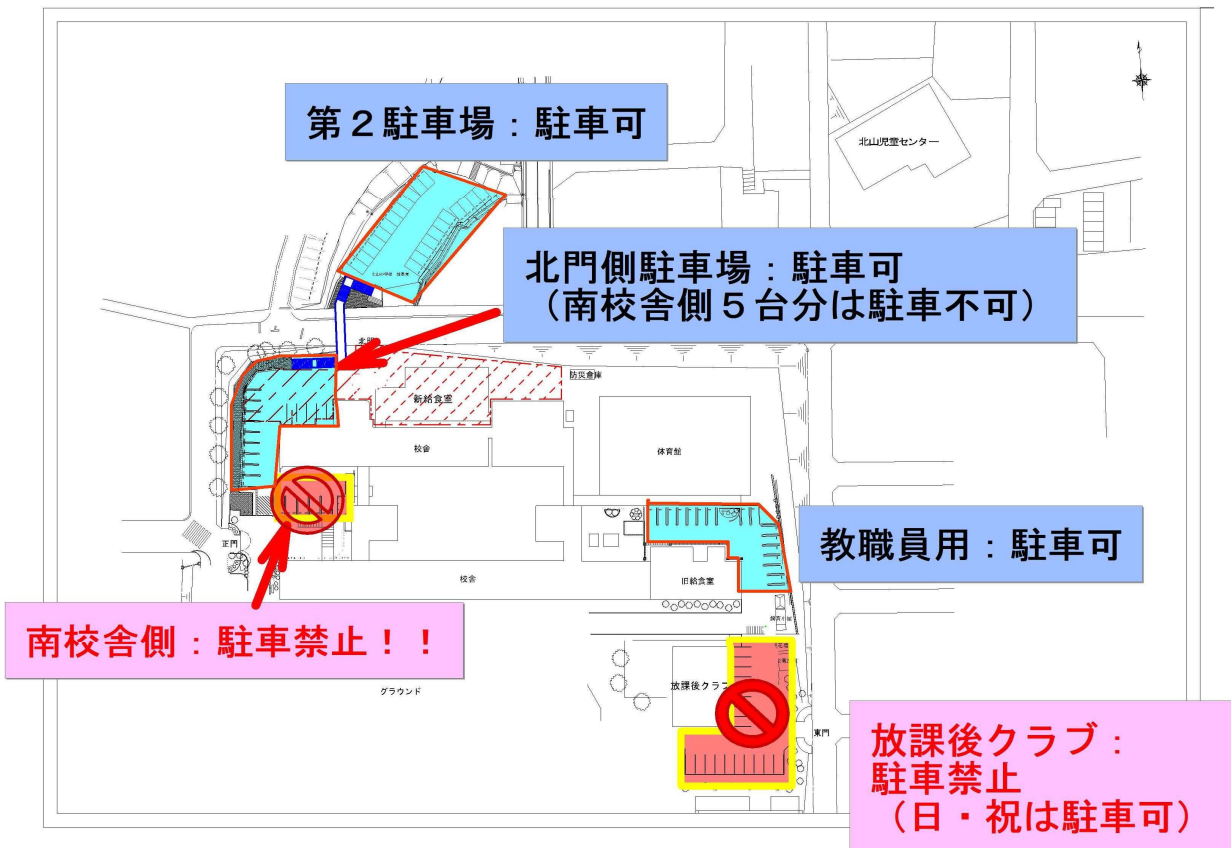 第２駐車場：駐車可
北山児童センター
北門側駐車場：駐車可
（南校舎側５台分は駐車不可）
防災倉庫
新給食室
校舎
体育館
正門
教職員用：駐車可
校舎
旧給食室
南校舎側：駐車禁止！！
グラウンド
放課後クラブ
東門
放課後クラブ：
駐車禁止
（日・祝は駐車可）